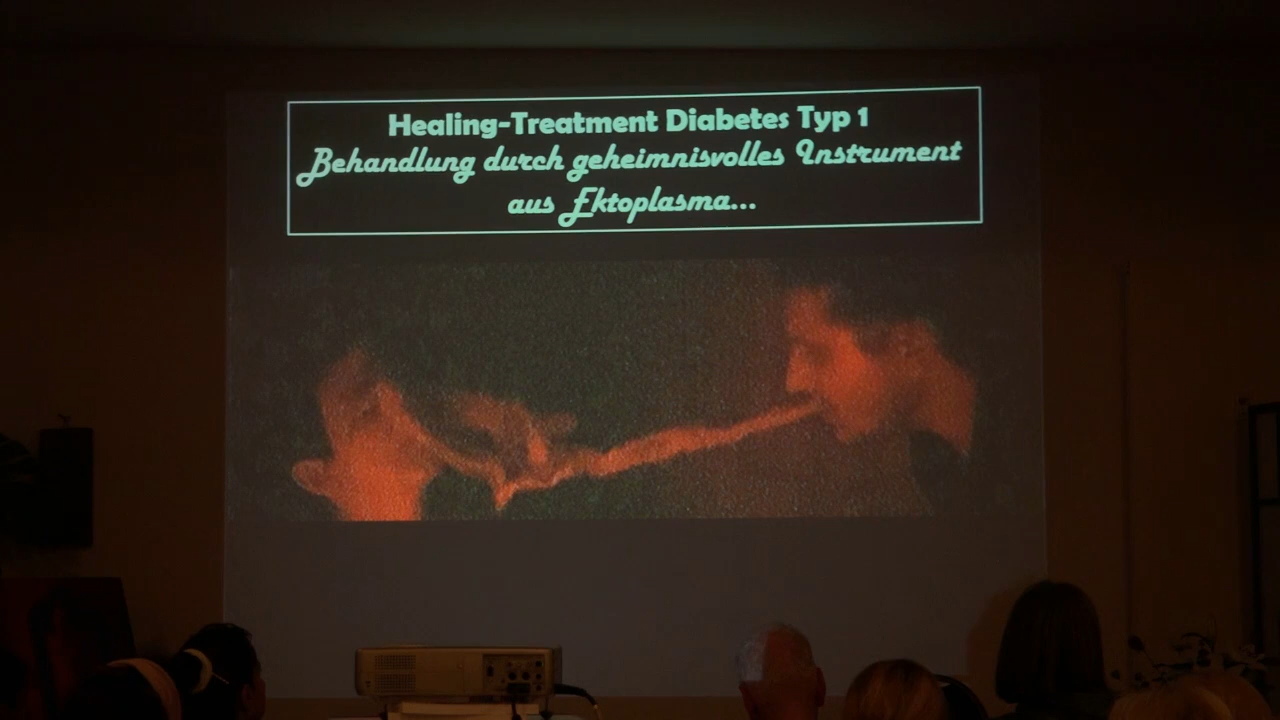 Healing-Treatment Diabetes Typ 1
Behandlung durch geheimnisvolles Instrument
aus Ektoplasma...